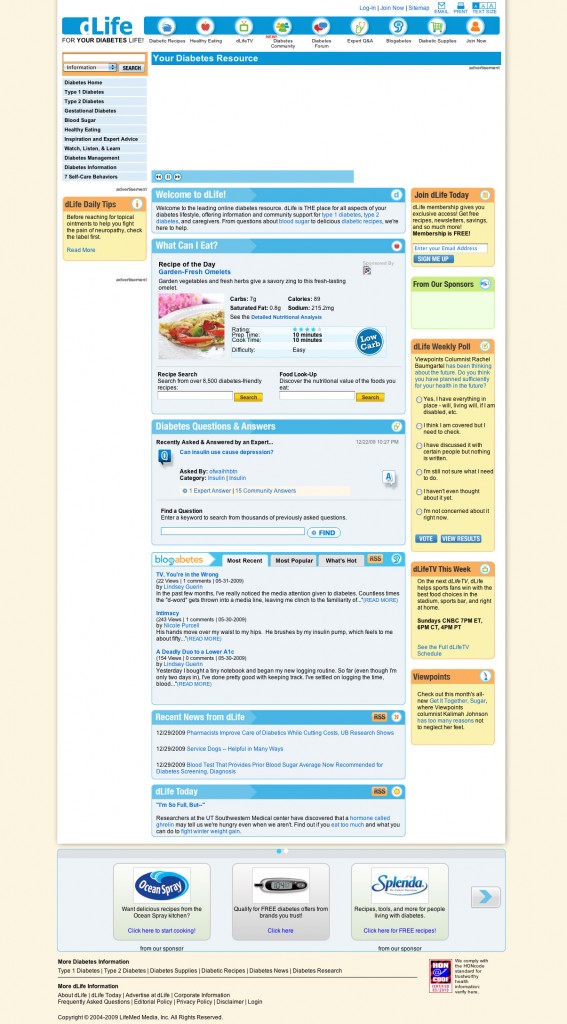 Log-In | Join Now | Sitemap
EMAIL PRINT TEXT SIZE
dLife
FOR YOUR DIABETES LIFE!
Diabetic Recipes
Healthy Eating
dLifeTV
Diabetes Community
Diabetes Forum
Expert Q&A
Blogabetes
Diabetic Supplies
Join Now
Information
SEARCH
Diabetes Home
Type 1 Diabetes
Type 2 Diabetes
Gestational Diabetes
Blood Sugar
Healthy Eating
Inspiration and Expert Advice
Watch, Listen, & Learn
Diabetes Management
Diabetes Information
7 Self-Care Behaviors
advertisement
dLife Daily Tips
Before reaching for topical
ointments to help you fight
the pain of neuropathy, check
the label first.
Read More
advertisement
Your Diabetes Resource
advertisement
Welcome to dLife!
Welcome to the leading online diabetes resource. dLife is THE place for all aspects of your
diabetes lifestyle, offering information and community support for type 1 diabetes, type 2
diabetes, and caregivers. From questions about blood sugar to delicious diabetic recipes, we're
here to help.
What Can I Eat?
Recipe of the Day
Garden-Fresh Omelets
Sponsored By
Garden vegetables and fresh herbs give a savory zing to this fresh-tasting
omelet.
Carbs: 7g Calories: 89
Saturated Fat: 0.8g Sodium: 215.2mg
See the Detailed Nutritional Analysis
Rating:
Prep Time: 10 minutes
Cook Time: 10 minutes
Difficulty: Easy
Low Carb
Recipe Search
Search from over 8,500 diabetes-friendly
recipes:
Search
Food Look-Up
Discover the nutritional value of the foods you
eat:
Search
Diabetes Questions & Answers
Recently Asked & Answered by an Expert... 12/22/09 10:27 PM
Q
Can insulin use cause depression?
Asked By: cfwaihhbtn
Category: Insulin | Insulin
A
1 Expert Answer | 15 Community Answers
Find a Question
Enter a keyword to search from thousands of previously asked questions.
FIND
blogabetes
Most Recent Most Popular What's Hot RSS
TV, You're in the Wrong
(22 Views | 1 comments | 05-31-2009)
by Lindsey Guerin
In the past few months, I've really noticed the media attention given to diabetes. Countless times
the "d-word" gets thrown into a media line, leaving me clinch to the familiarity of..."(READ MORE)
Intimacy
(243 Views | 1 comments | 05-30-2009)
by Nicole Purcell
His hands move over my waist to my hips. He brushes by my insulin pump, which feels to me
about fifty..."(READ MORE)
A Deadly Duo to a Lower A1c
(154 Views | 0 comments | 05-30-2009)
by Lindsey Guerin
Yesterday I bought a tiny notebook and began my new logging routine. So far (even though I'm
only two days in), I've done pretty good with keeping track. I've settled on logging the time,
blood..."(READ MORE)
Recent News from dLife RSS
12/29/2009 Pharmacists Improve Care of Diabetics While Cutting Costs, UB Research Shows
12/29/2009 Service Dogs -- Helpful in Many Ways
12/29/2009 Blood Test That Provides Prior Blood Sugar Average Now Recommended for
Diabetes Screening, Diagnosis
dLife Today RSS
"I'm So Full, But--"
Researchers at the UT Southwestern Medical center have discovered that a hormone called
ghrelin may tell us we're hungry even when we aren't. Find out if you eat too much and what you
can do to fight winter weight gain.
Join dLife Today
dLife membership gives you
exclusive access! Get free
recipes, newsletters, savings,
and so much more!
Membership is FREE!
Enter your Email Address
SIGN ME UP
From Our Sponsors
dLife Weekly Poll
Viewpoints Columnist Rachel
Baumgartel has been thinking
about the future. Do you think
you have planned sufficiently
for your health in the future?
Yes, I have everything in
place - will, living will, if I am
disabled, etc.
I think I am covered but I
need to check.
I have discussed it with
certain people but nothing
is written.
I'm still not sure what I need
to do.
I haven't even thought
about it yet.
I'm not concerned about it
right now.
VOTE VIEW RESULTS
dLifeTV This Week
On the next dLifeTV, dLife
helps sports fans win with the
best food choices in the
stadium, sports bar, and right
at home.
Sundays CNBC 7PM ET,
6PM CT, 4PM PT
See the Full dLifeTV
Schedule
Viewpoints
Check out this month's all-
new Get It Together, Sugar,
where Viewpoints
columnist Kalimah Johnson
has too many reasons not
to neglect her feet.
Ocean Spray
Want delicious recipes from the
Ocean Spray kitchen?
Click here to start cooking!
from our sponsor
Qualify for FREE diabetes offers from
brands you trust!
Click here
Splenda
Recipes, tools, and more for people
living with diabetes.
Click here for FREE recipes!
from our sponsor
More Diabetes Information
Type 1 Diabetes | Type 2 Diabetes | Diabetes Supplies | Diabetic Recipes | Diabetes News | Diabetes Research
More dLife Information
About dLife | dLife Today | Advertise at dLife | Corporate Information
Frequently Asked Questions | Editorial Policy | Privacy Policy | Disclaimer | Login
HON
CODE
We comply with
the HONcode
standard for
trustworthy
health
information:
verify here.
Copyright © 2004-2009 LifeMed Media, Inc. All Rights Reserved.